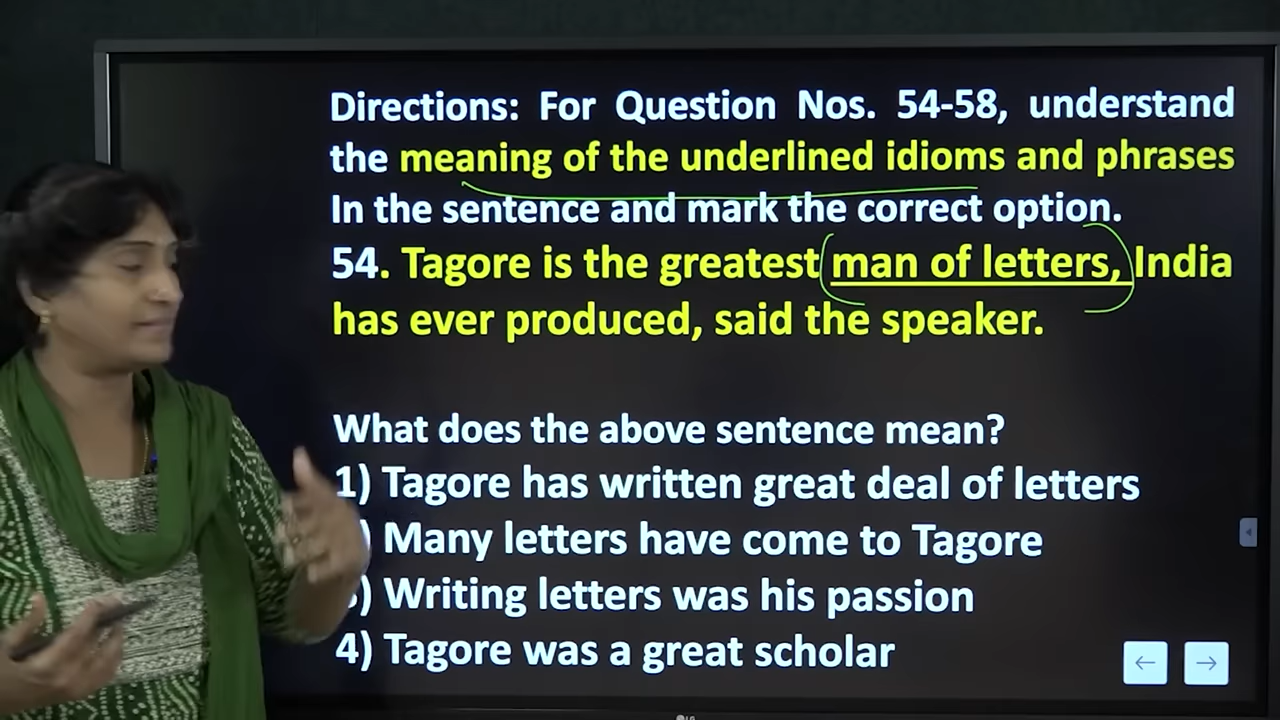 Directions: For Question Nos. 54-58, understand
the meaning of the underlined idioms and phrases
In the sentence and mark the correct option.
54. Tagore is the greatest man of letters, India
has ever produced, said the speaker.
What does the above sentence mean?
1) Tagore has written great deal of letters
) Many letters have come to Tagore
3) Writing letters was his passion
4) Tagore was a great scholar
LG